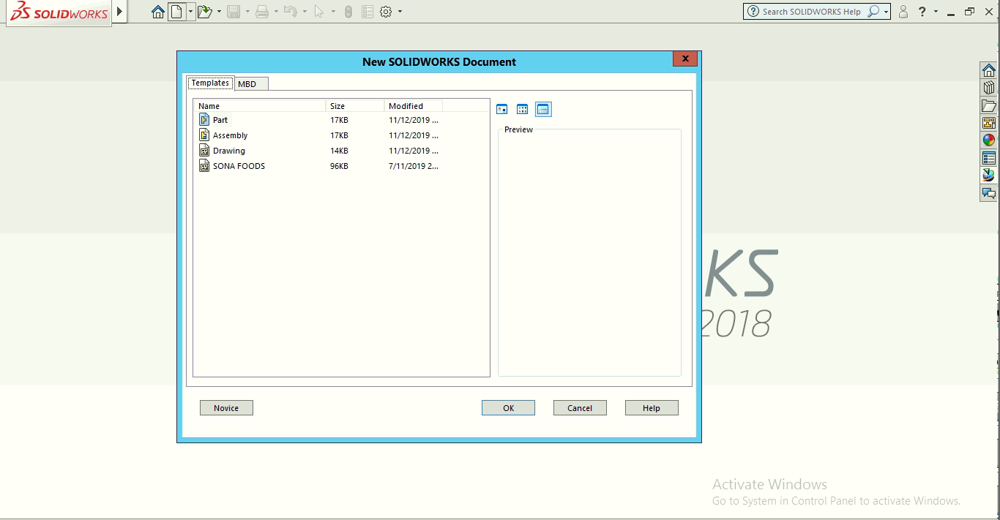 SOLIDWORKS
Search SOLIDWORKS Help
New SOLIDWORKS Document
Templates
MBD
Name Size Modified
Part 17KB 11/12/2019 ...
Assembly 17KB 11/12/2019 ...
Drawing 14KB 11/12/2019 ...
SONA FOODS 96KB 7/11/2019 2...
Preview
KS
2018
Novice
OK
Cancel
Help
Activate Windows
Go to System in Control Panel to activate Windows.